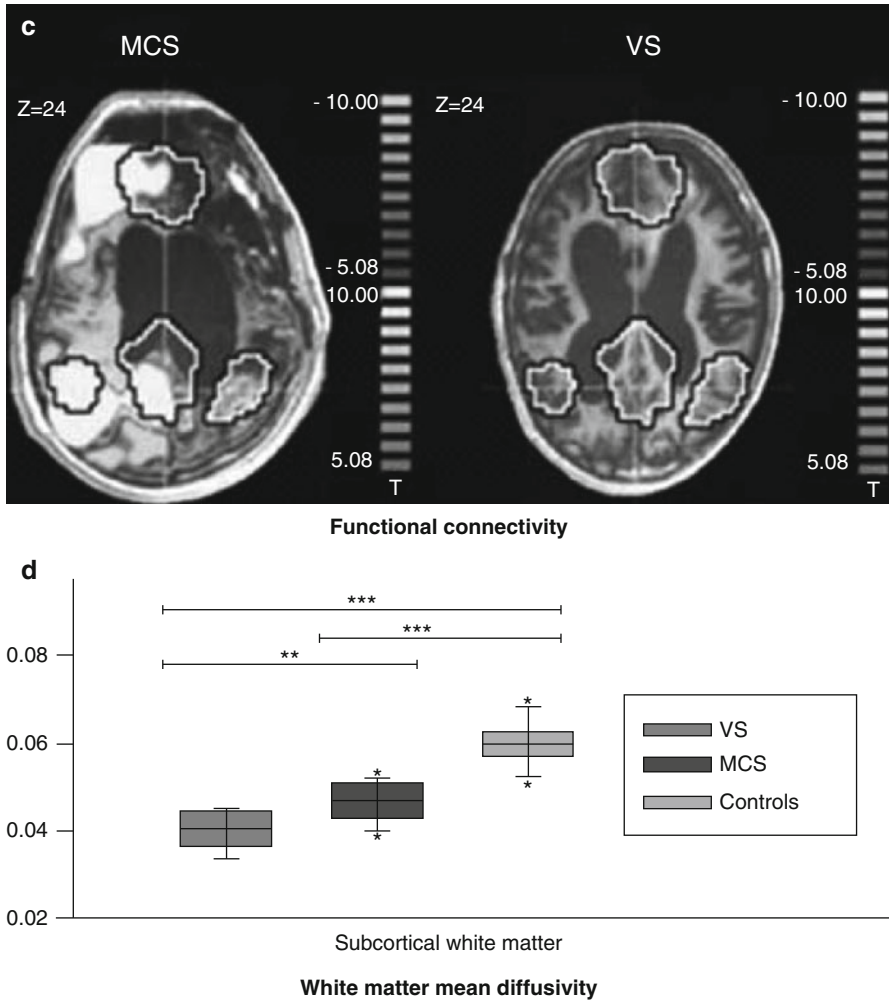 c
MCS
VS
Z=24
- 10.00
Z=24
- 10.00
- 5.08
10.00
- 5.08
10.00
5.08
T
5.08
T
Functional connectivity
d
***
***
**
0.08
0.06
0.04
0.02
*
*
*
*
VS
MCS
Controls
Subcortical white matter
White matter mean diffusivity